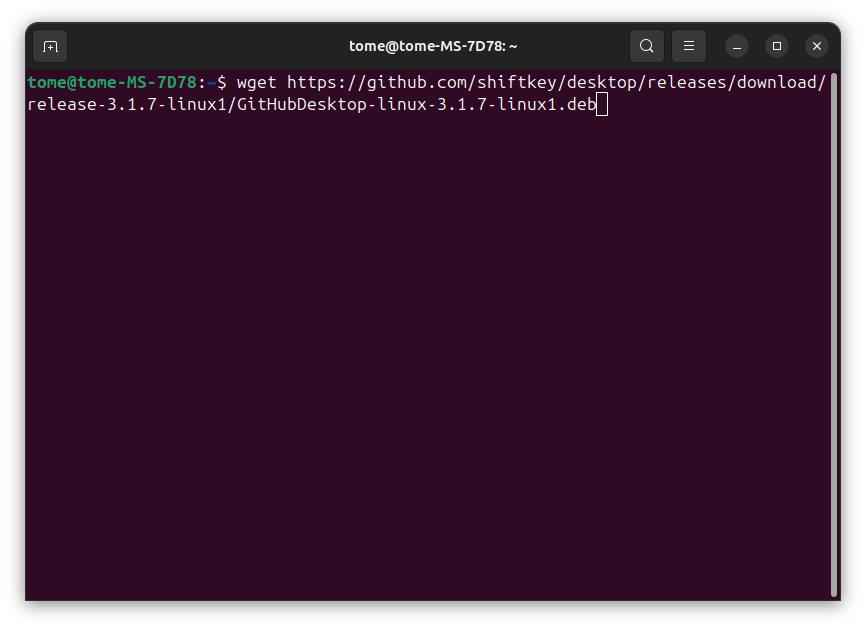 tome@tome-MS-7D78: ~
tome@tome-MS-7D78:~$ wget https://github.com/shiftkey/desktop/releases/download/
release-3.1.7-linux1/GitHubDesktop-linux-3.1.7-linux1.deb